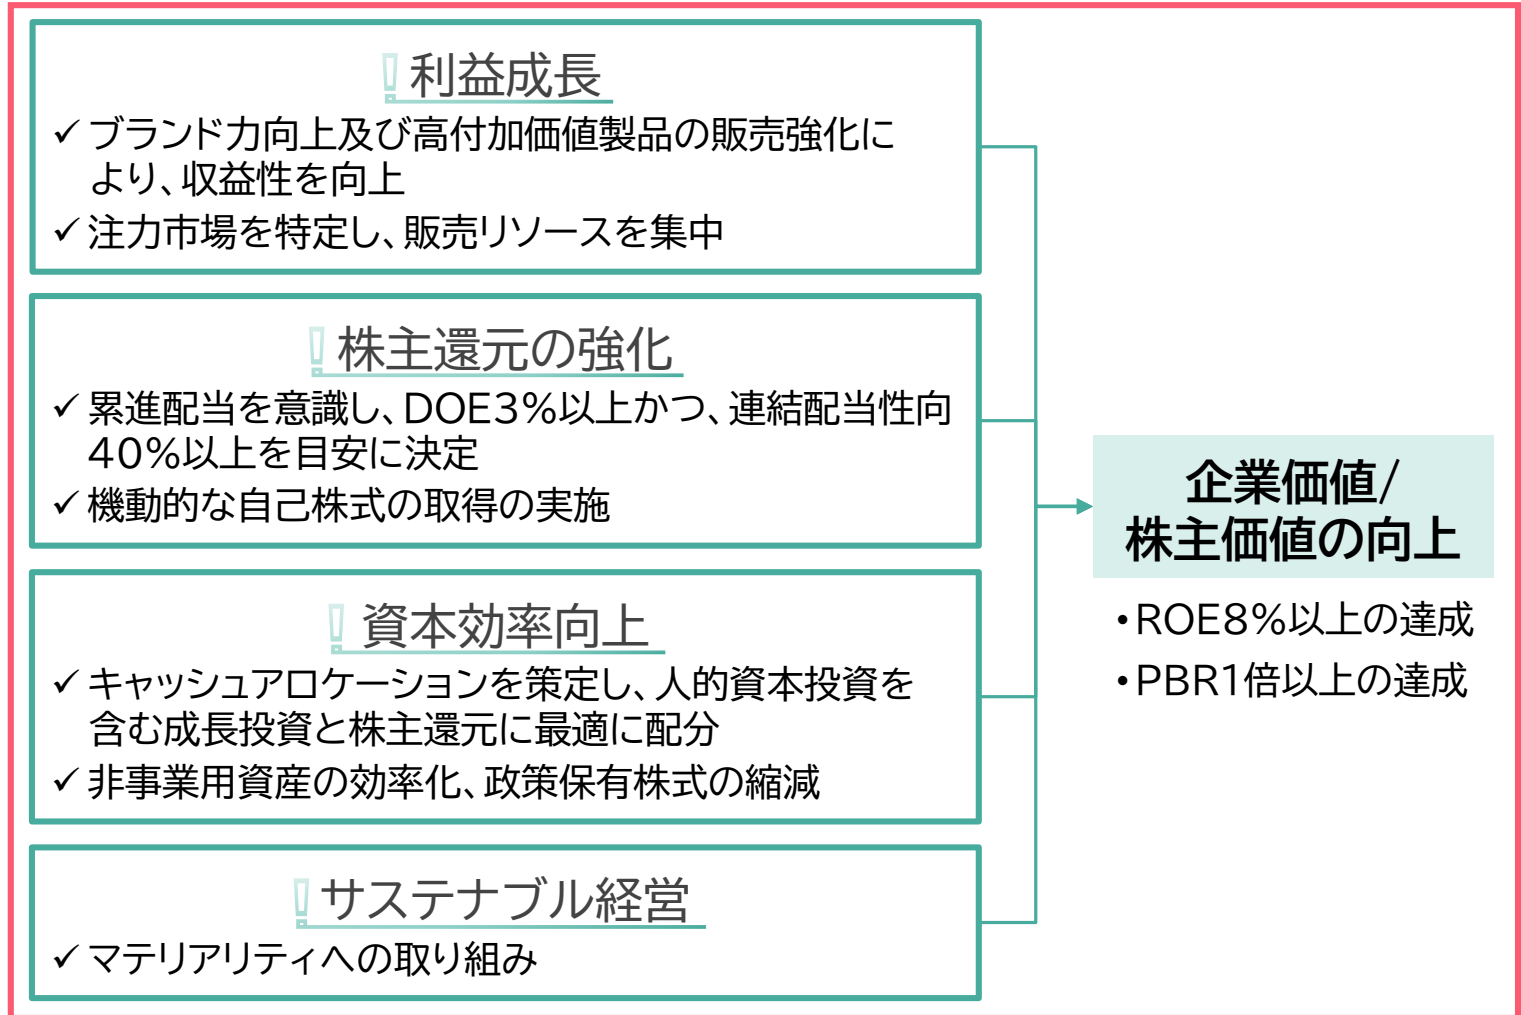 利益成長
✓ ブランド力向上及び高付加価値製品の販売強化に
より、収益性を向上
✓ 注力市場を特定し、販売リソースを集中
株主還元の強化
✓ 累進配当を意識し、DOE3%以上かつ、連結配当性向
40%以上を目安に決定
✓ 機動的な自己株式の取得の実施
資本効率向上
✓ キャッシュアロケーションを策定し、人的資本投資を
含む成長投資と株主還元に最適に配分
✓ 非事業用資産の効率化、政策保有株式の縮減
サステナブル経営
✓ マテリアリティへの取り組み
企業価値/
株主価値の向上
・ROE8%以上の達成
・PBR1倍以上の達成